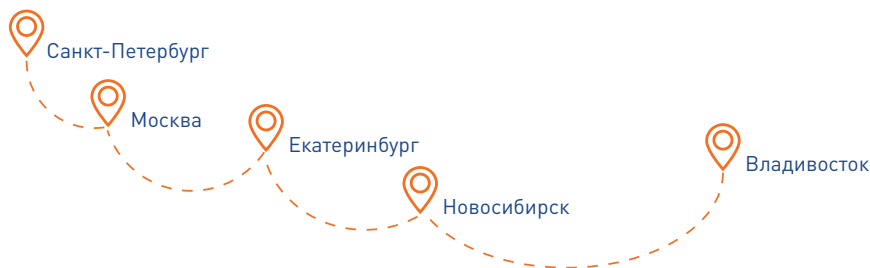 Санкт-Петербург
Москва
Екатеринбург
Новосибирск
Владивосток